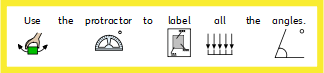 Use the protractor to label all the angles.